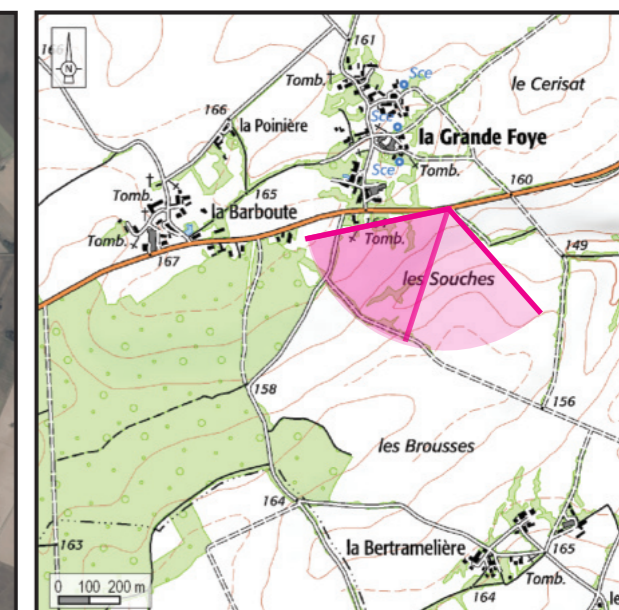 161
166
N
Tomb.
Sce
le Cerisat
166
la Poinière
Sce
la Grande Foye
Sce
Tomb.
Tomb.
165
160
la Barboute
Tomb.
Tomb.
167
149
les Souches
158
156
les Brousses
164
163
la Bertramelière
165
Tomb.
164
le
0 100 200 m